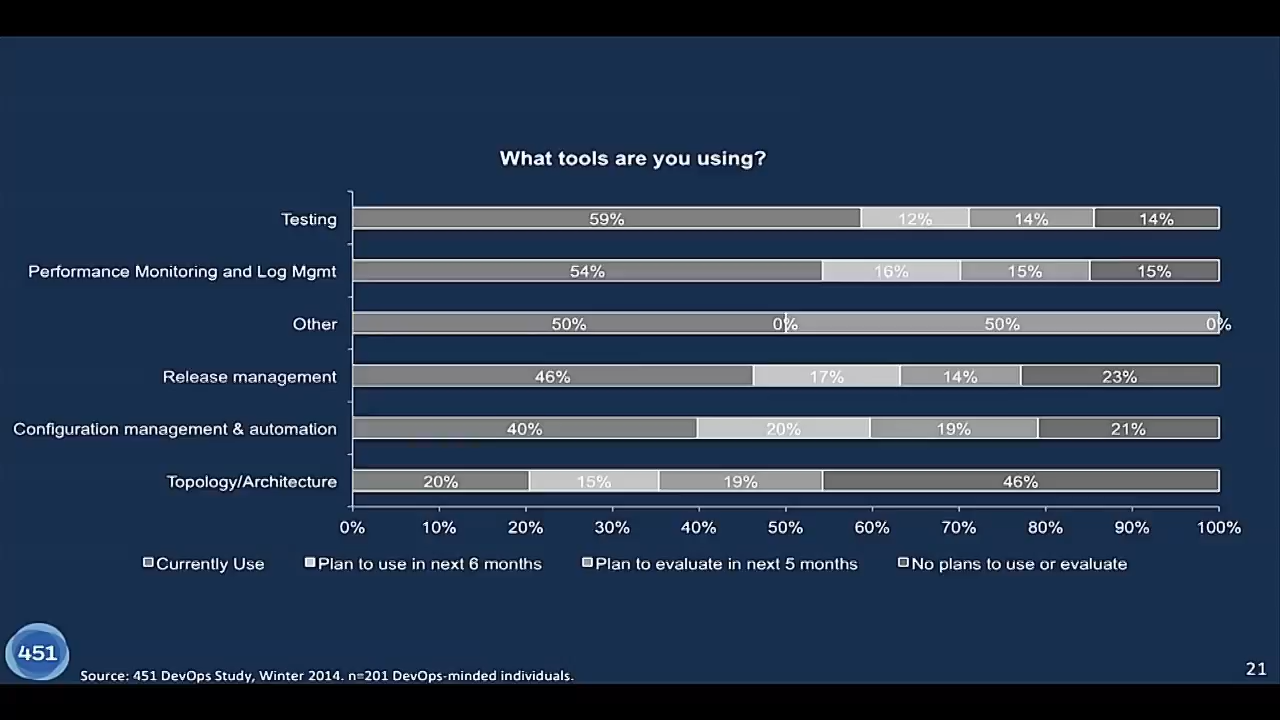 What tools are you using?
Testing 59% 12% 14% 14%
Performance Monitoring and Log Mgmt 54% 16% 15% 15%
Other 50% 0% 50% 0%
Release management 46% 17% 14% 23%
Configuration management & automation 40% 20% 19% 21%
Topology/Architecture 20% 15% 19% 46%
0% 10% 20% 30% 40% 50% 60% 70% 80% 90% 100%
Currently Use Plan to use in next 6 months Plan to evaluate in next 5 months No plans to use or evaluate
451
Source: 451 DevOps Study, Winter 2014. n=201 DevOps-minded individuals.
21